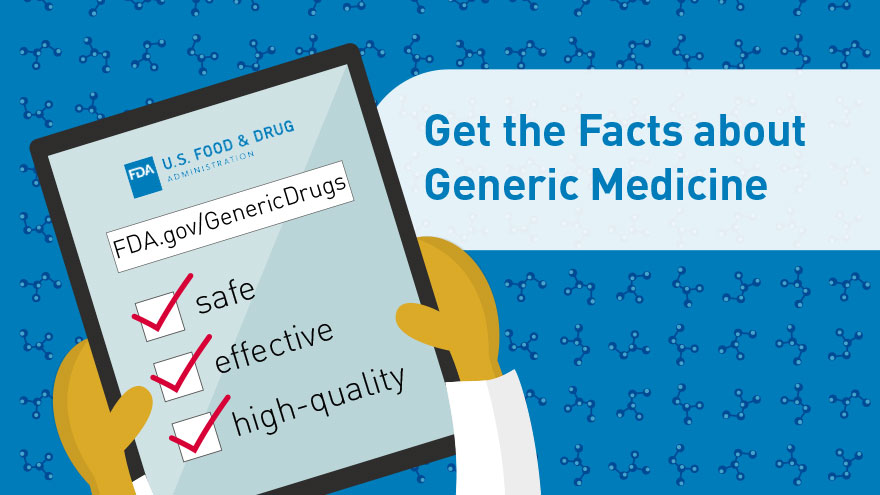 Get the Facts about
Generic Medicine
FDA
U.S. FOOD & DRUG
ADMINISTRATION
FDA.gov/GenericDrugs
safe
effective
high-quality